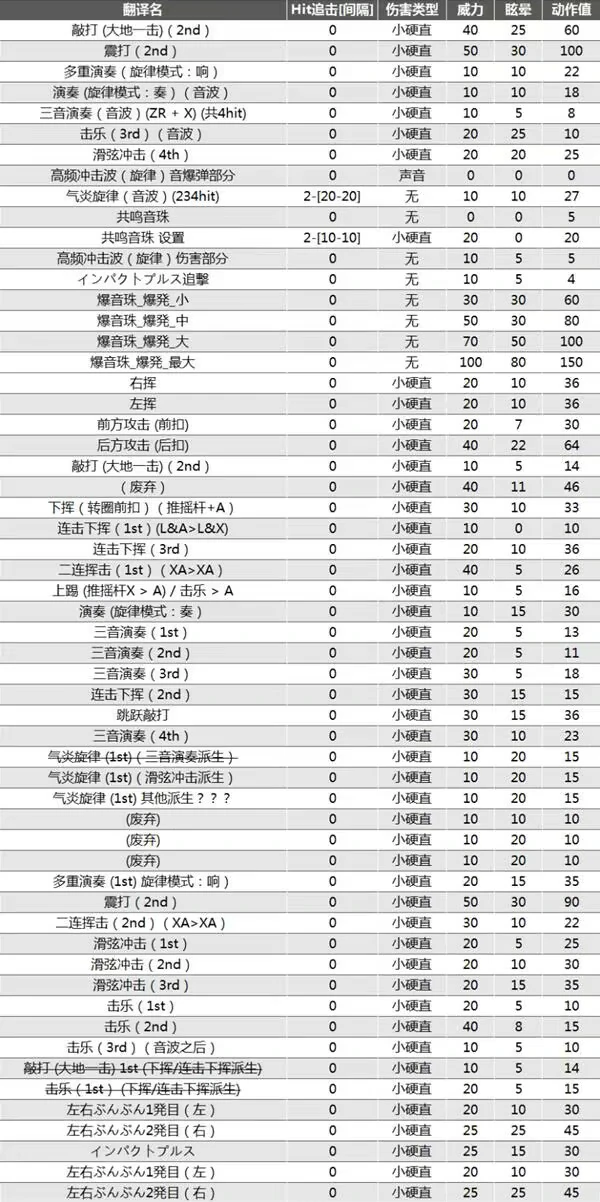 翻译名 Hit追击[间隔] 伤害类型 威力 眩晕 动作值
敲打 (大地一击)（2nd） 0 小硬直 40 25 60
震打（2nd） 0 小硬直 50 30 100
多重演奏（旋律模式：响） 0 小硬直 10 10 22
演奏 (旋律模式：奏)（音波） 0 小硬直 10 10 18
三音演奏（音波）(ZR + X) (共4hit) 0 小硬直 10 5 8
击乐（3rd）（音波） 0 小硬直 20 25 10
滑弦冲击（4th） 0 小硬直 20 20 25
高频冲击波（旋律）音爆弹部分 0 声音 0 0 0
气炎旋律（音波）(234hit) 2-[20-20] 无 10 10 27
共鸣音珠 0 无 0 0 5
共鸣音珠 设置 2-[10-10] 小硬直 20 0 20
高频冲击波（旋律）伤害部分 0 无 10 5 5
インパクトプルス追撃 0 无 10 5 4
爆音珠_爆発_小 0 无 30 30 60
爆音珠_爆発_中 0 无 50 30 80
爆音珠_爆発_大 0 无 70 50 100
爆音珠_爆発_最大 0 无 100 80 150
右挥 0 小硬直 20 10 36
左挥 0 小硬直 20 10 36
前方攻击 (前扣) 0 小硬直 20 7 30
后方攻击 (后扣) 0 小硬直 40 22 64
敲打 (大地一击)（2nd） 0 小硬直 10 5 14
（废弃） 0 小硬直 40 11 46
下挥（转圈前扣）（推摇杆+A） 0 小硬直 30 10 33
连击下挥（1st）(L&A>L&X) 0 小硬直 10 0 10
连击下挥（3rd） 0 小硬直 20 10 36
二连挥击（1st）（XA>XA） 0 小硬直 40 5 26
上踢 (推摇杆X > A) / 击乐 > A 0 小硬直 10 5 16
演奏 (旋律模式：奏) 0 小硬直 10 15 30
三音演奏（1st） 0 小硬直 20 5 13
三音演奏（2nd） 0 小硬直 20 5 11
三音演奏（3rd） 0 小硬直 30 5 18
连击下挥（2nd） 0 小硬直 30 15 15
跳跃敲打 0 小硬直 30 15 36
三音演奏（4th） 0 小硬直 30 10 23
气炎旋律 (1st)（三音演奏派生） 0 小硬直 10 20 15
气炎旋律 (1st)（滑弦冲击派生） 0 小硬直 10 20 15
气炎旋律 (1st) 其他派生？？？ 0 小硬直 10 20 15
(废弃) 0 小硬直 10 10 10
(废弃) 0 小硬直 10 20 10
(废弃) 0 小硬直 10 20 10
多重演奏 (1st) 旋律模式：响） 0 小硬直 20 15 35
震打（2nd） 0 小硬直 50 30 90
二连挥击（2nd）（XA>XA） 0 小硬直 30 10 22
滑弦冲击（1st） 0 小硬直 20 5 25
滑弦冲击（2nd） 0 小硬直 20 10 30
滑弦冲击（3rd） 0 小硬直 20 15 35
击乐（1st） 0 小硬直 20 5 10
击乐（2nd） 0 小硬直 40 8 15
击乐（3rd）（音波之后） 0 小硬直 10 5 10
敲打 (大地一击) 1st (下挥/连击下挥派生) 0 小硬直 10 5 14
击乐（1st） (下挥/连击下挥派生) 0 小硬直 20 5 15
左右ぶんぶん1発目（左） 0 小硬直 20 10 30
左右ぶんぶん2発目（右） 0 小硬直 25 25 45
インパクトプルス 0 小硬直 25 15 30
左右ぶんぶん1発目（左） 0 小硬直 20 10 30
左右ぶんぶん2発目（右） 0 小硬直 25 25 45